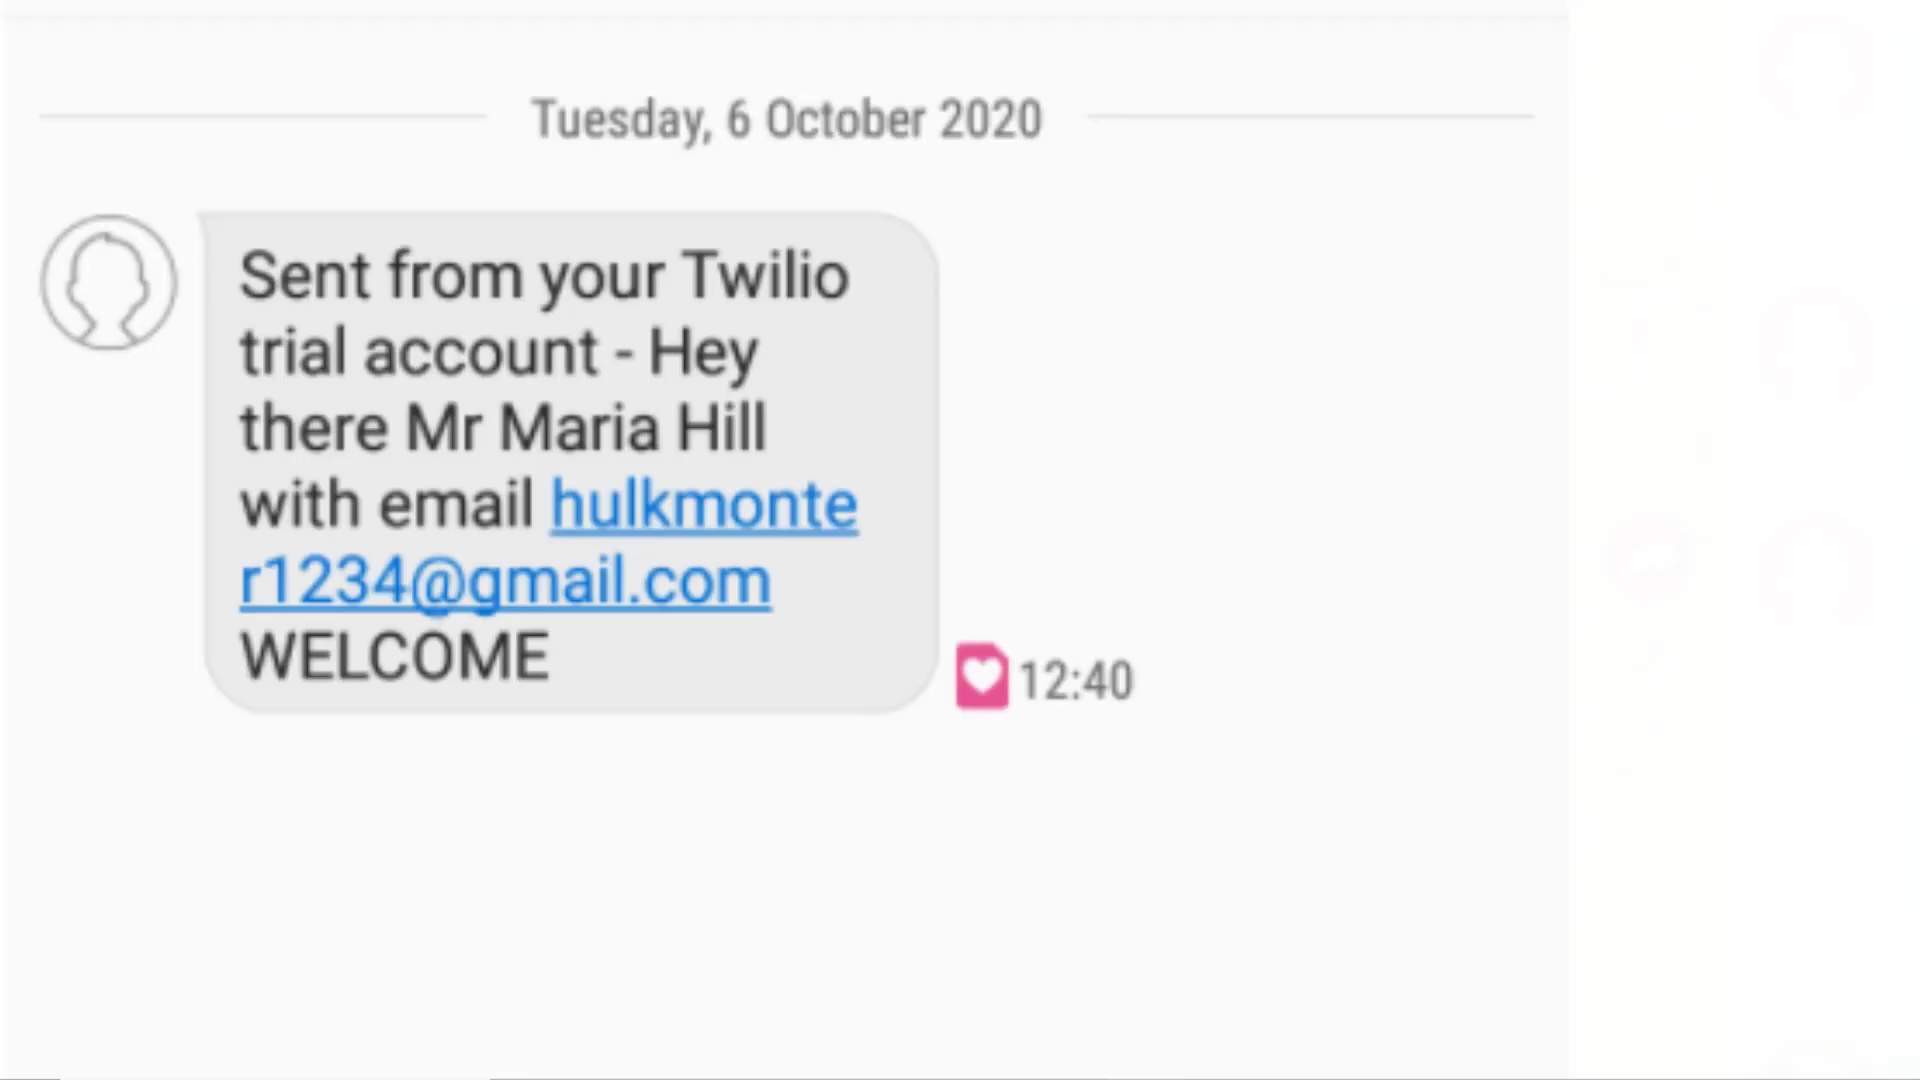 Tuesday, 6 October 2020
Sent from your Twilio
trial account - Hey
there Mr Maria Hill
with email hulkmonte
r1234@gmail.com
WELCOME
12:40